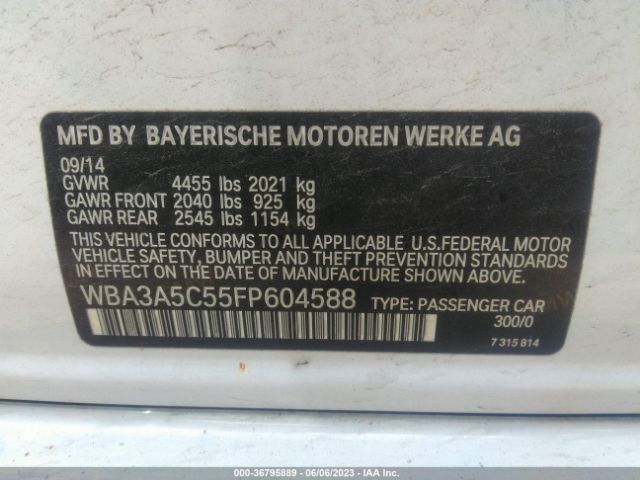 MFD BY BAYERISCHE MOTOREN WERKE AG
09/14
GVWR 4455 lbs 2021 kg
GAWR FRONT 2040 lbs 925 kg
GAWR REAR 2545 lbs 1154 kg
THIS VEHICLE CONFORMS TO ALL APPLICABLE U.S.FEDERAL MOTOR
VEHICLE SAFETY, BUMPER AND THEFT PREVENTION STANDARDS
IN EFFECT ON THE DATE OF MANUFACTURE SHOWN ABOVE.
WBA3A5C55FP604588 TYPE: PASSENGER CAR
300/0
7 315 814
000-36795889 - 06/06/2023 - IAA Inc.